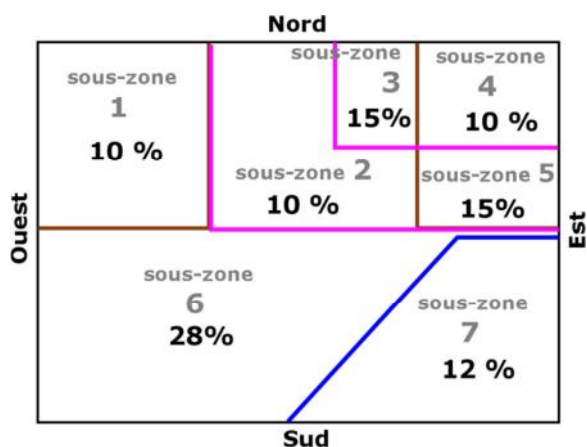 Nord
sous-zone
1
10 %
sous-zone
3
15%
sous-zone
4
10 %
sous-zone 2
10 %
sous-zone 5
15%
Ouest
Est
sous-zone
6
28%
sous-zone
7
12 %
Sud